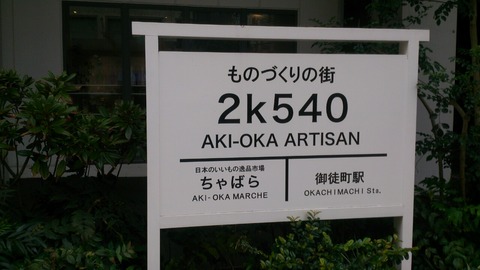 ものづくりの街
2k540
AKI-OKA ARTISAN
日本のいいもの逸品市場
ちゃばら
AKI-OKA MARCHE
御徒町駅
OKACHIMACHI Sta.